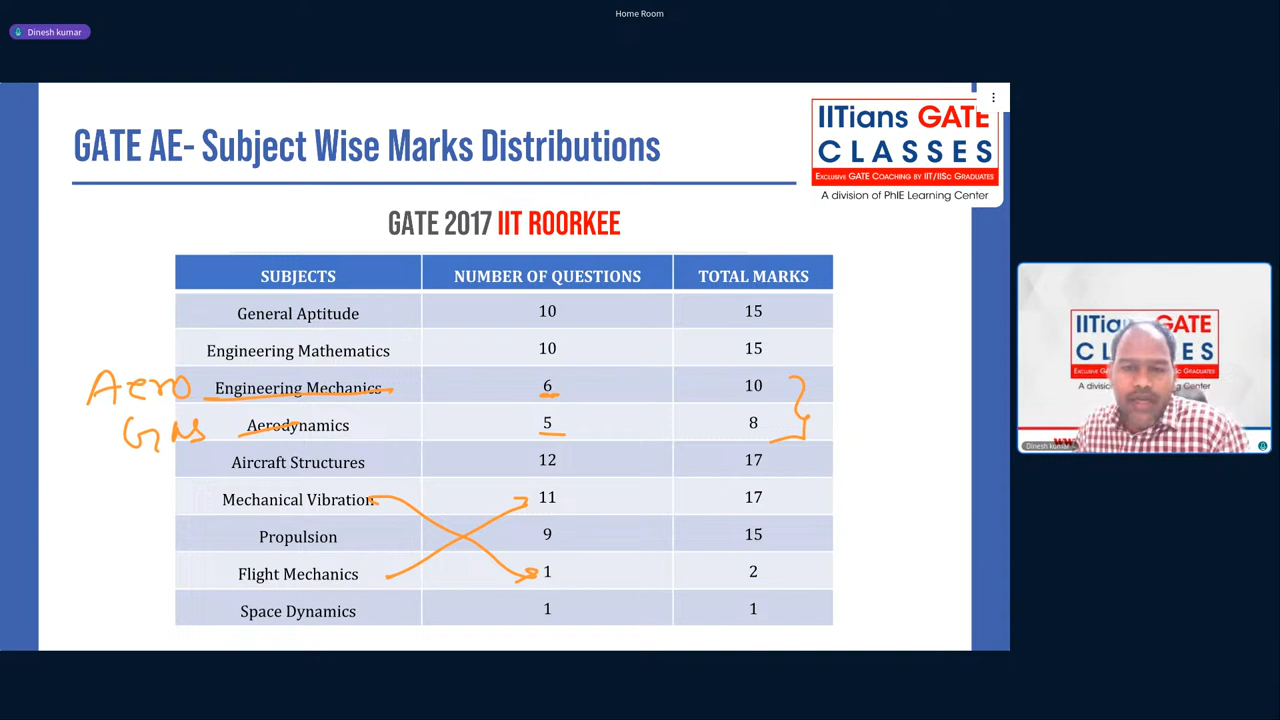 Home Room
Dinesh kumar
GATE AE- Subject Wise Marks Distributions
IITians GATE
CLASSES
EXCLUSIVE GATE COACHING BY IIT/IISc GRADUATES
A division of PhIE Learning Center
GATE 2017 IIT ROORKEE
SUBJECTS NUMBER OF QUESTIONS TOTAL MARKS
General Aptitude 10 15
Engineering Mathematics 10 15
Aero Engineering Mechanics 6 10
Aerodynamics 5 8
Aircraft Structures 12 17
Mechanical Vibration 11 17
Propulsion 9 15
Flight Mechanics 1 2
Space Dynamics 1 1
Dinesh kumar